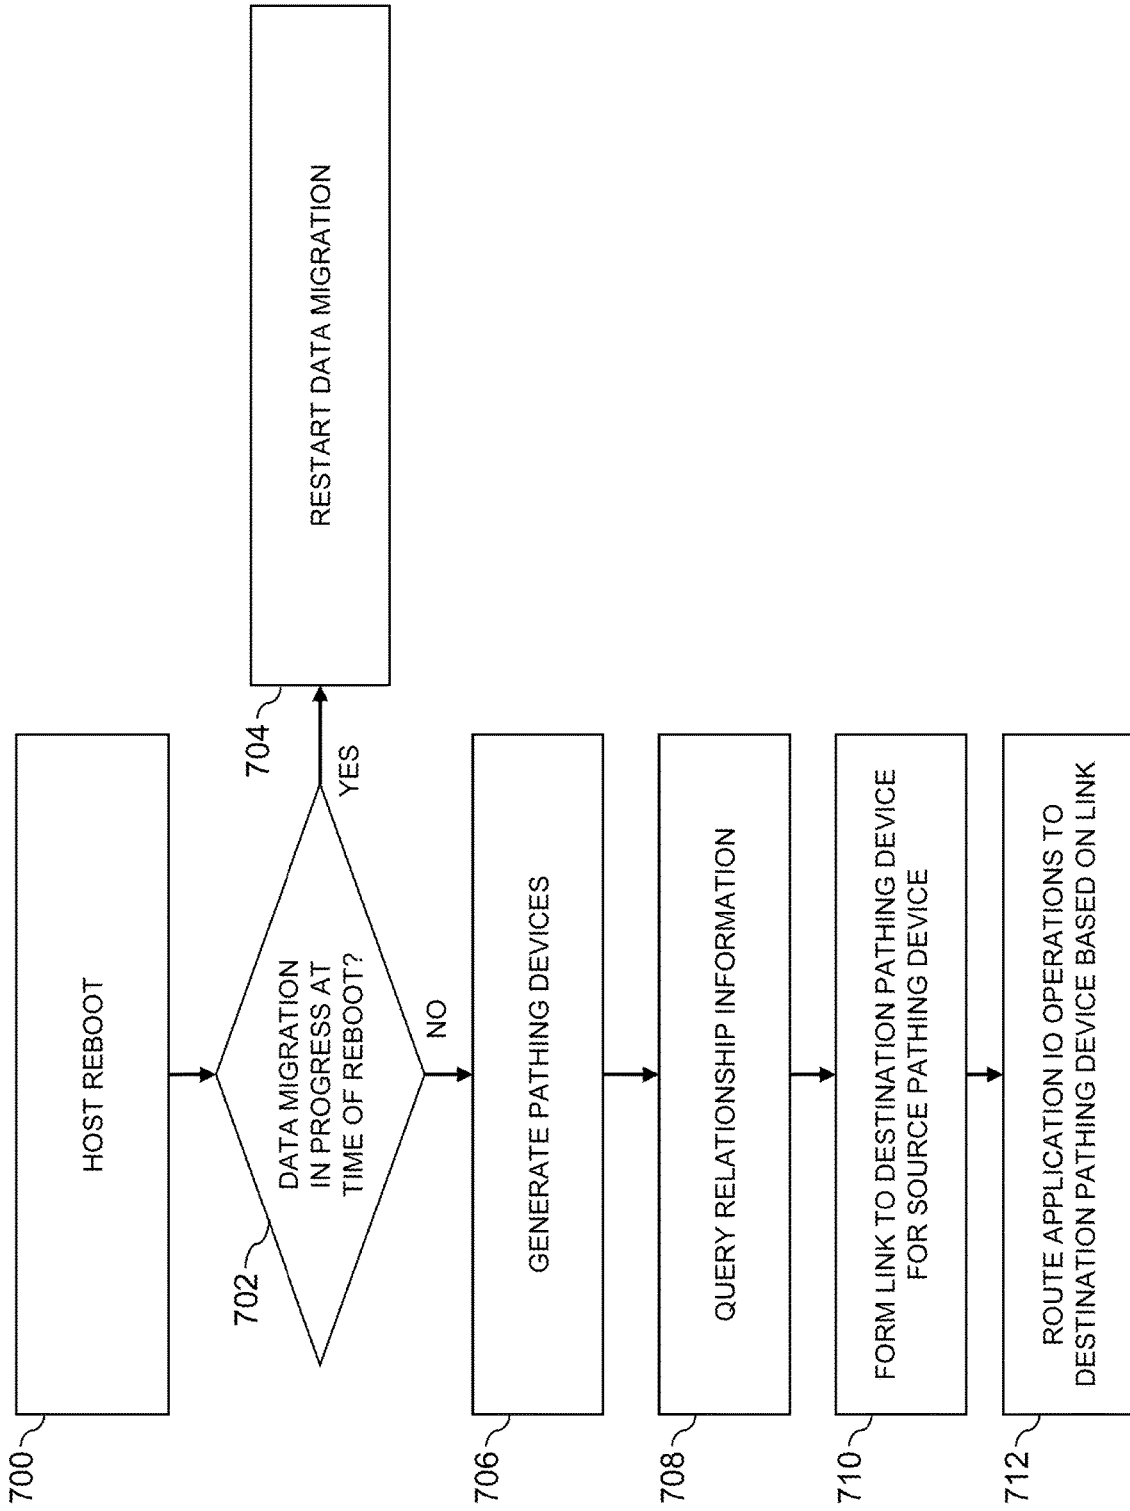 700
HOST REBOOT
702
DATA MIGRATION
IN PROGRESS AT
TIME OF REBOOT?
YES
704
RESTART DATA MIGRATION
NO
706
GENERATE PATHING DEVICES
708
QUERY RELATIONSHIP INFORMATION
710
FORM LINK TO DESTINATION PATHING DEVICE
FOR SOURCE PATHING DEVICE
712
ROUTE APPLICATION IO OPERATIONS TO
DESTINATION PATHING DEVICE BASED ON LINK